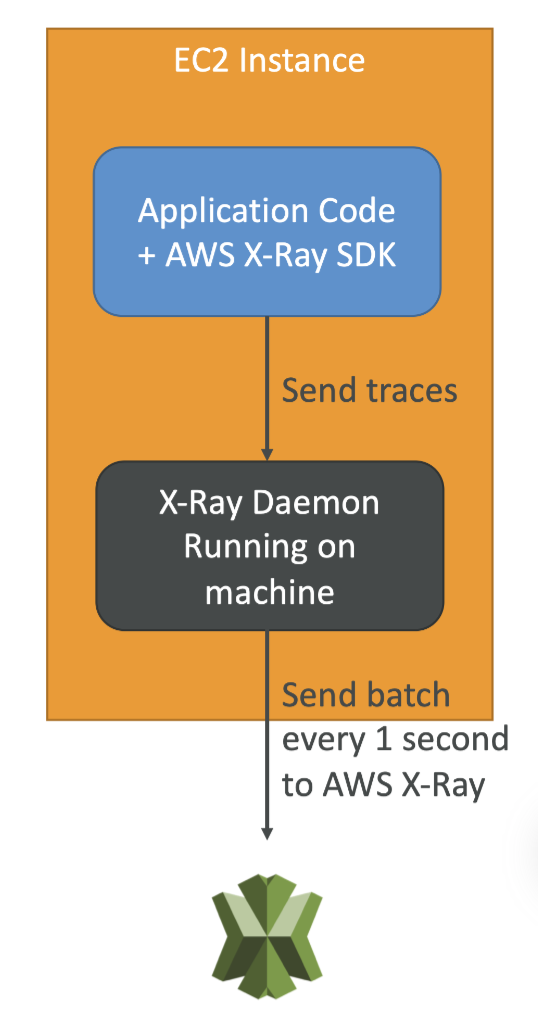 EC2 Instance
Application Code
+ AWS X-Ray SDK
Send traces
X-Ray Daemon
Running on
machine
Send batch
every 1 second
to AWS X-Ray